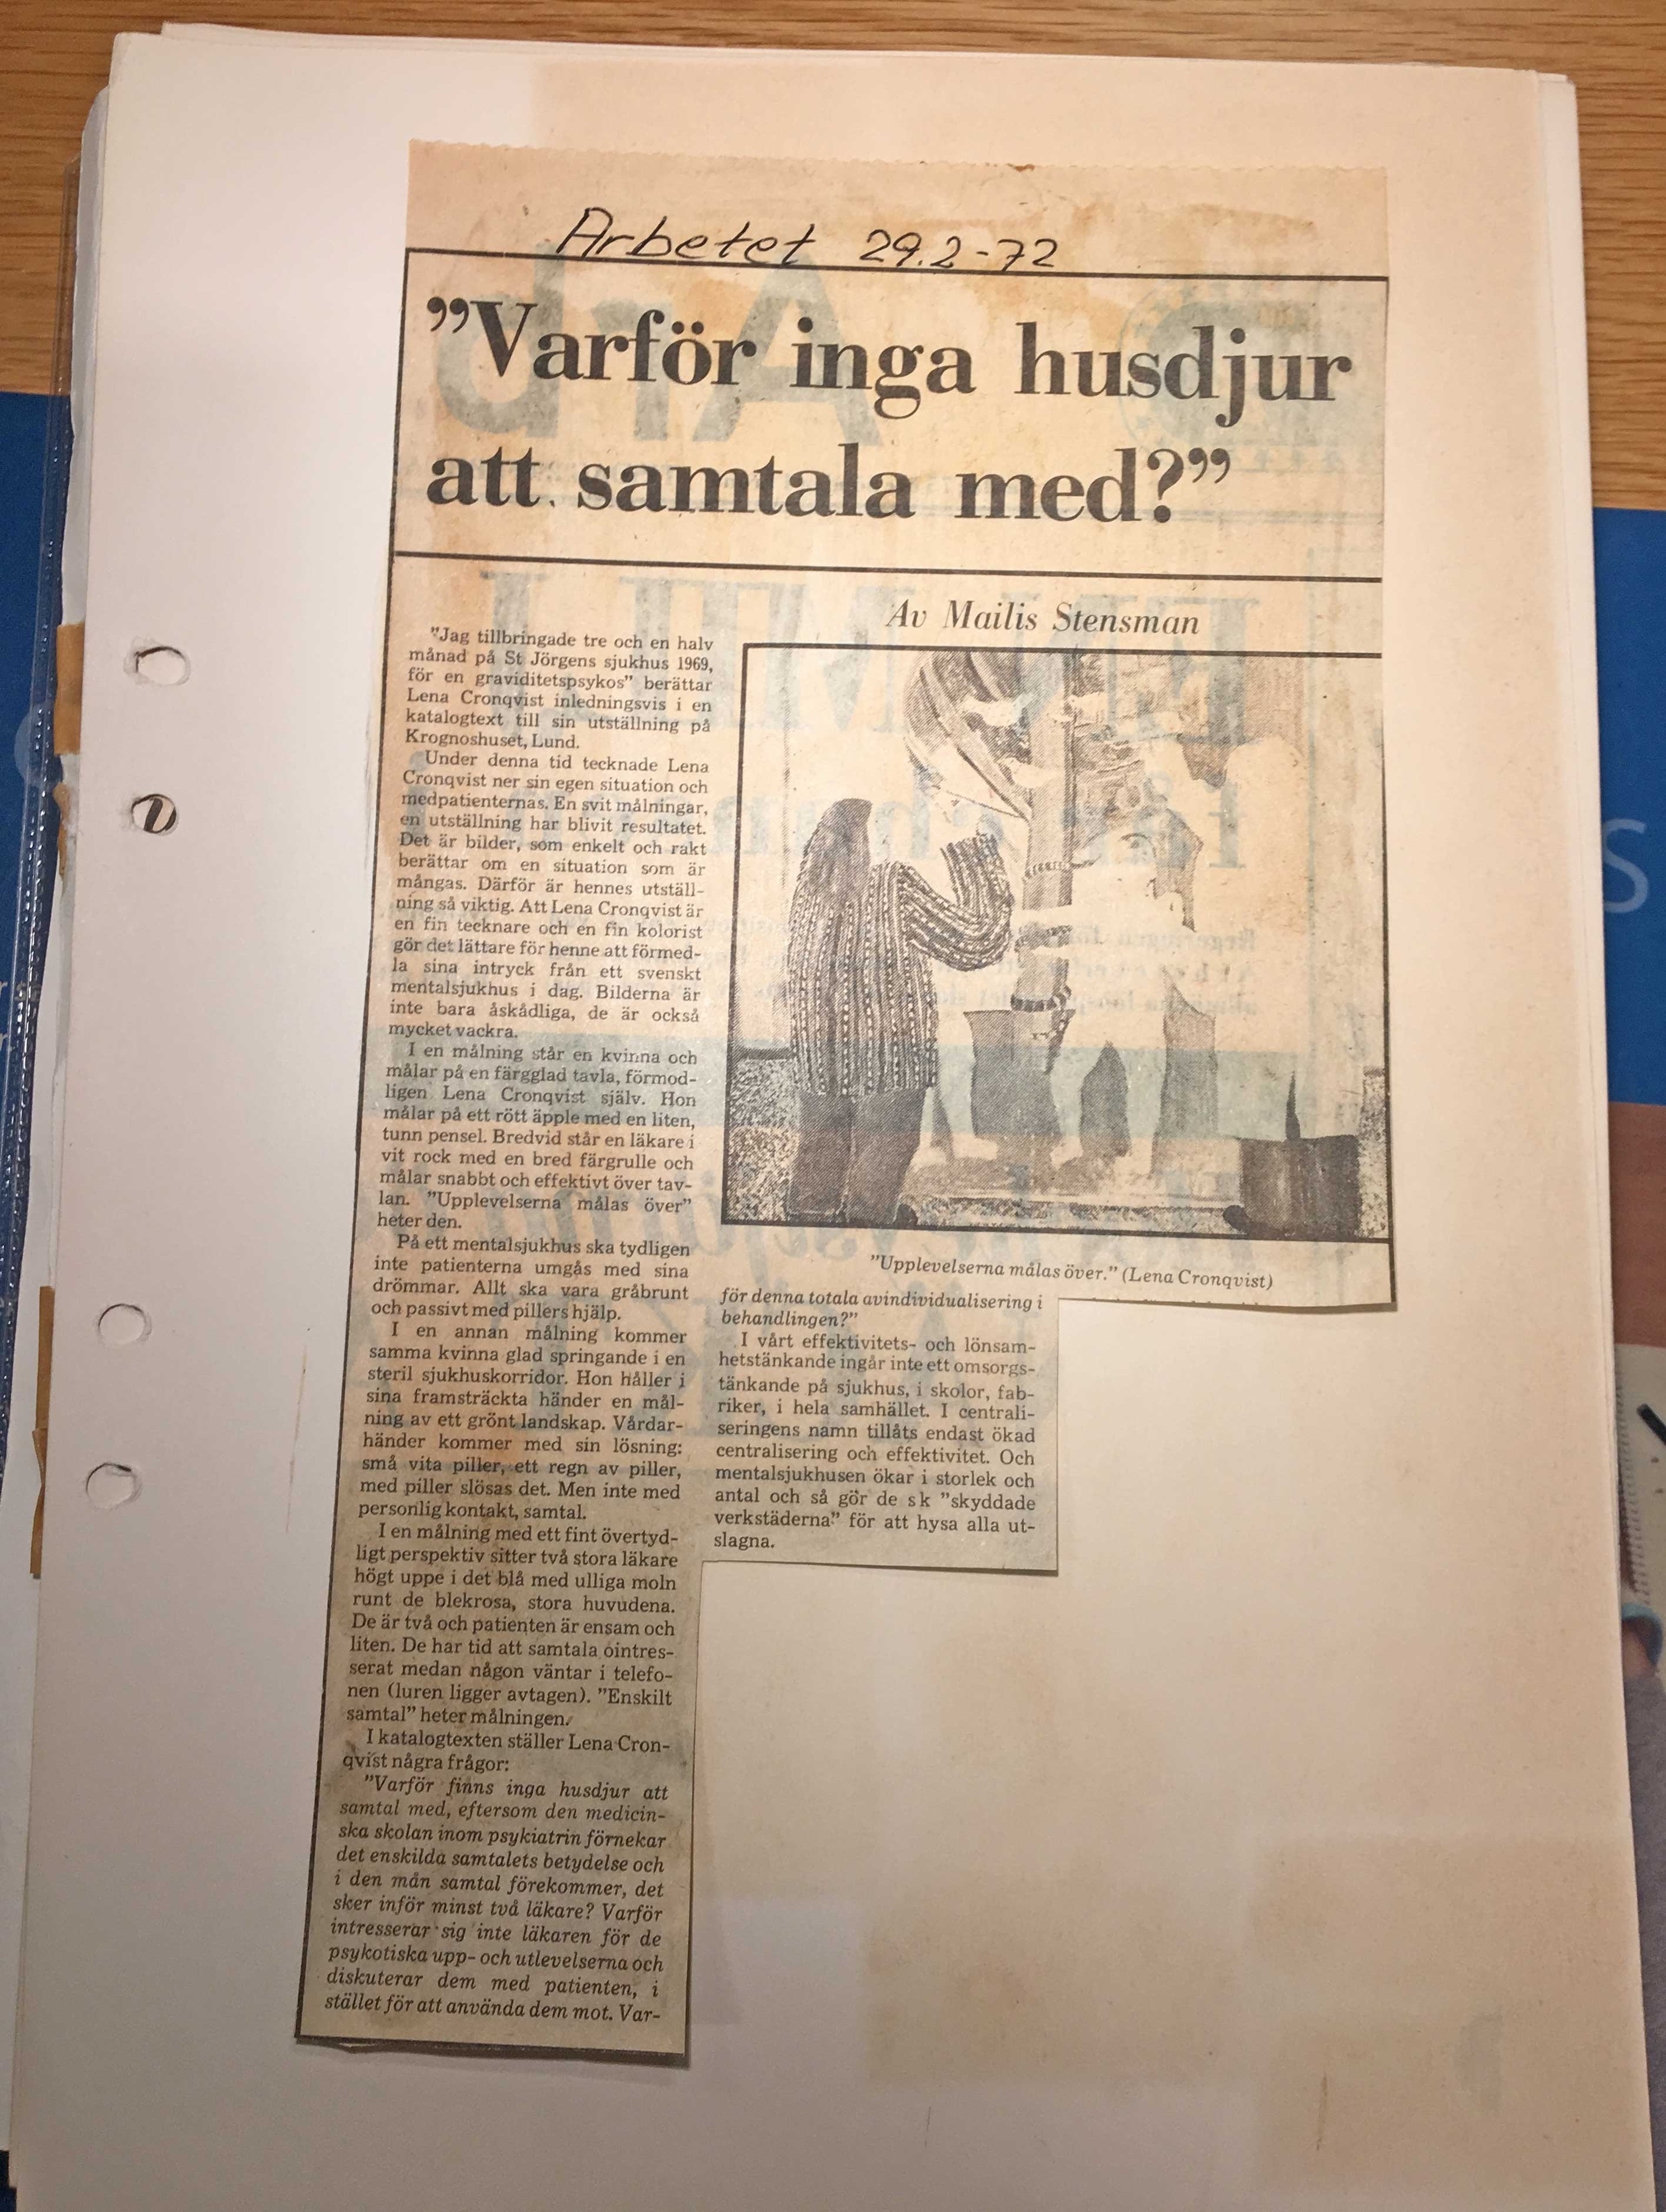 Arbetet 29.2-72
"Varför inga husdjur
att samtala med?"
Av Mailis Stensman
"Jag tillbringade tre och en halv
månad på St Jörgens sjukhus 1969,
för en graviditetspsykos" berättar
Lena Cronqvist inledningsvis i en
katalogtext till sin utställning på
Krognoshuset, Lund.
Under denna tid tecknade Lena
Cronqvist ner sin egen situation och
medpatienternas. En svit målningar,
en utställning har blivit resultatet.
Det är bilder, som enkelt och rakt
berättar om en situation som är
mångas. Därför är hennes utställ-
ning så viktig. Att Lena Cronqvist är
en fin tecknare och en fin kolorist
gör det lättare för henne att förmed-
la sina intryck från ett svenskt
mentalsjukhus i dag. Bilderna är
inte bara åskådliga, de är också
mycket vackra.
I en målning står en kvinna och
målar på en färgglad tavla, förmod-
ligen Lena Cronqvist själv. Hon
målar på ett rött äpple med en liten,
tunn pensel. Bredvid står en läkare i
vit rock med en bred färgrulle och
målar snabbt och effektivt över tav-
lan. "Upplevelserna målas över"
heter den.
På ett mentalsjukhus ska tydligen
inte patienterna umgås med sina
drömmar. Allt ska vara gråbrunt
och passivt med pillers hjälp.
I en annan målning kommer
samma kvinna glad springande i en
steril sjukhuskorridor. Hon håller i
sina framsträckta händer en mål-
ning av ett grönt landskap. Vårdar-
händer kommer med sin lösning:
små vita piller, ett regn av piller,
med piller slösas det. Men inte med
personlig kontakt, samtal.
I en målning med ett fint övertyd-
ligt perspektiv sitter två stora läkare
högt uppe i det blå med ulliga moln
runt de blekrosa, stora huvudena.
De är två och patienten är ensam och
liten. De har tid att samtala ointres-
serat medan någon väntar i telefo-
nen (luren ligger avtagen). "Enskilt
samtal" heter målningen.
I katalogtexten ställer Lena Cron-
qvist några frågor:
"Varför finns inga husdjur att
samtal med, eftersom den medicin-
ska skolan inom psykiatrin förnekar
det enskilda samtalets betydelse och
i den mån samtal förekommer, det
sker inför minst två läkare? Varför
intresserar sig inte läkaren för de
psykotiska upp- och utlevelserna och
diskuterar dem med patienten, i
stället för att använda dem mot. Var-
"Upplevelserna målas över." (Lena Cronqvist)
för denna totala avindividualisering i
behandlingen?"
I vårt effektivitets- och lönsam-
hetstänkande ingår inte ett omsorgs-
tänkande på sjukhus, i skolor, fab-
riker, i hela samhället. I centrali-
seringens namn tillåts endast ökad
centralisering och effektivitet. Och
mentalsjukhusen ökar i storlek och
antal och så gör de s k "skyddade
verkstäderna" för att hysa alla ut-
slagna.